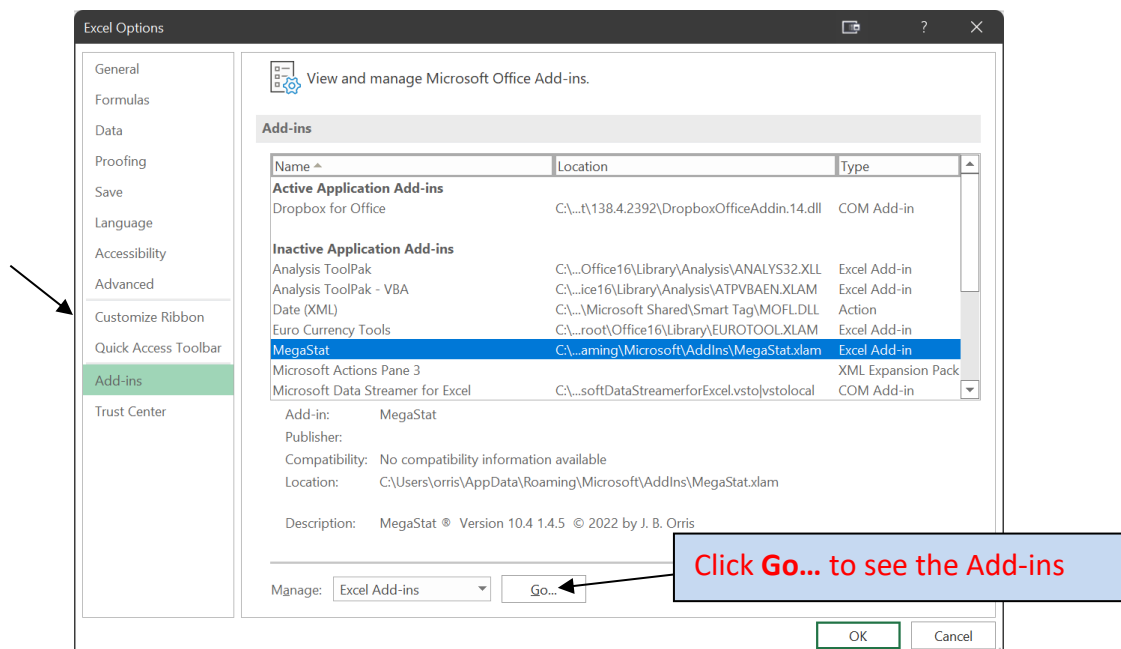 Excel Options
?
General
Formulas
Data
Proofing
Save
Language
Accessibility
Advanced
Customize Ribbon
Quick Access Toolbar
Add-ins
Trust Center
View and manage Microsoft Office Add-ins.
Add-ins
Name Location Type
Active Application Add-ins
Dropbox for Office C:\...t\138.4.2392\DropboxOfficeAddin.14.dll COM Add-in
Inactive Application Add-ins
Analysis ToolPak C:\...Office16\Library\Analysis\ANALYS32.XLL Excel Add-in
Analysis ToolPak - VBA C:\...ice16\Library\Analysis\ATPVBAEN.XLAM Excel Add-in
Date (XML) C:\...\Microsoft Shared\Smart Tag\MOFL.DLL Action
Euro Currency Tools C:\...root\Office16\Library\EUROTOOL.XLAM Excel Add-in
MegaStat C:\...aming\Microsoft\AddIns\MegaStat.xlam Excel Add-in
Microsoft Actions Pane 3 XML Expansion Pack
Microsoft Data Streamer for Excel C:\...softDataStreamerforExcel.vsto|vstolocal COM Add-in
Add-in: MegaStat
Publisher:
Compatibility: No compatibility information available
Location: C:\Users\orris\AppData\Roaming\Microsoft\AddIns\MegaStat.xlam
Description: MegaStat ® Version 10.4 1.4.5 © 2022 by J. B. Orris
Manage: Excel Add-ins Go...
Click Go... to see the Add-ins
OK Cancel